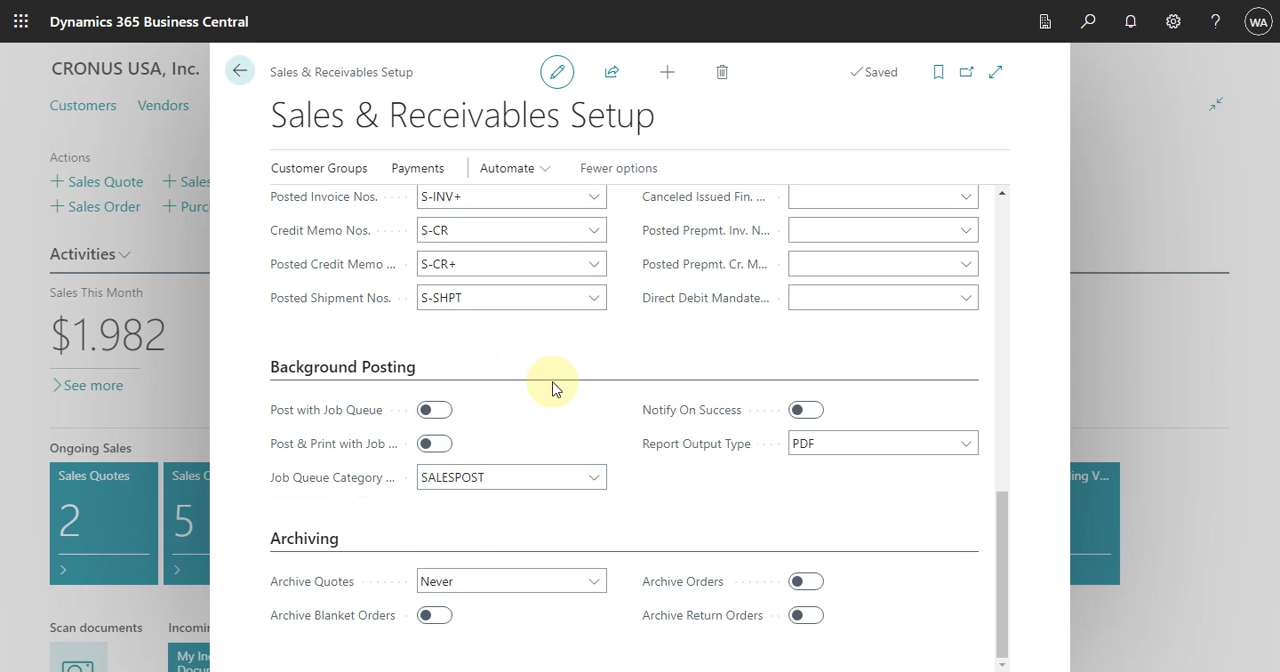 Dynamics 365 Business Central
?
WA
CRONUS USA, Inc.
Customers Vendors
Actions
+ Sales Quote + Sales
+ Sales Order + Purc
Activities
Sales This Month
$1.982
See more
Ongoing Sales
Sales Quotes
2
Sales O
5
ing V...
Scan documents
Incomin
My In
Docum
Sales & Receivables Setup
Saved
Sales & Receivables Setup
Customer Groups Payments Automate Fewer options
Posted Invoice Nos. S-INV+ Canceled Issued Fin. ...
Credit Memo Nos. S-CR Posted Prepmt. Inv. N...
Posted Credit Memo ... S-CR+ Posted Prepmt. Cr. M...
Posted Shipment Nos. S-SHPT Direct Debit Mandate...
Background Posting
Post with Job Queue Notify On Success
Post & Print with Job ... Report Output Type PDF
Job Queue Category ... SALESPOST
Archiving
Archive Quotes Never Archive Orders
Archive Blanket Orders Archive Return Orders